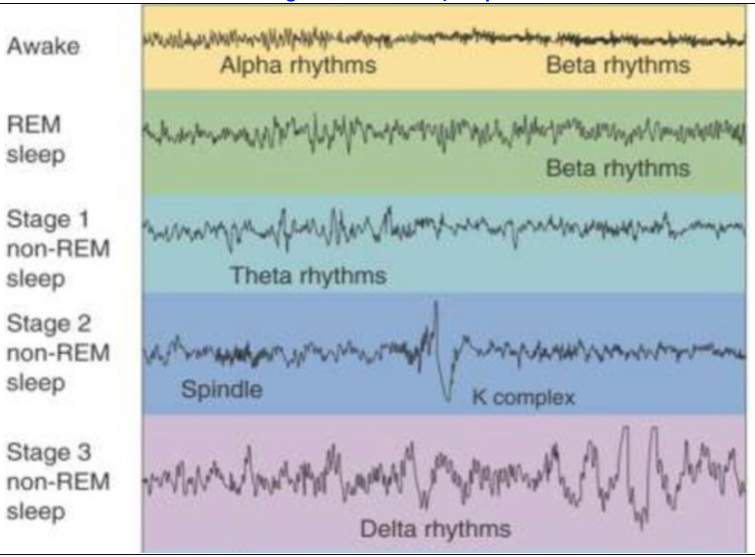 Awake
Alpha rhythms
Beta rhythms
REM
sleep
Beta rhythms
Stage 1
non-REM
sleep
Theta rhythms
Stage 2
non-REM
sleep
Spindle
K complex
Stage 3
non-REM
sleep
Delta rhythms